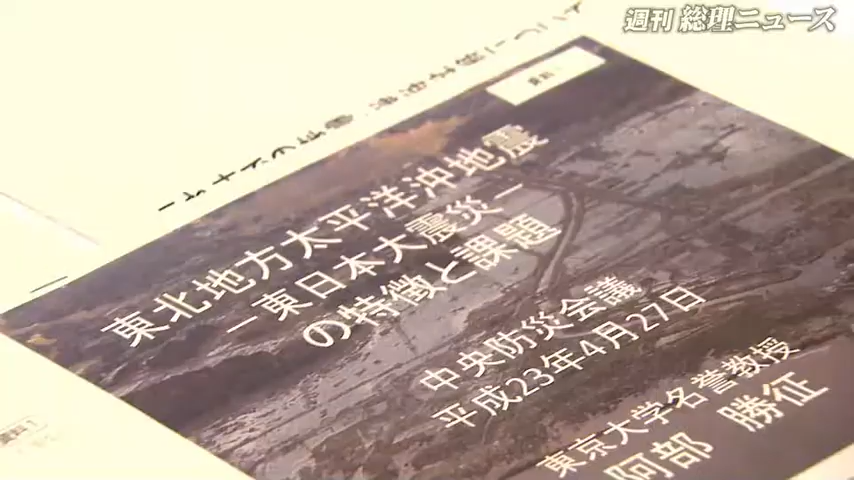 週刊 総理ニュース
東北地方太平洋沖地震
－東日本大震災－
の特徴と課題
中央防災会議
平成23年4月27日
東京大学名誉教授
阿部 勝征